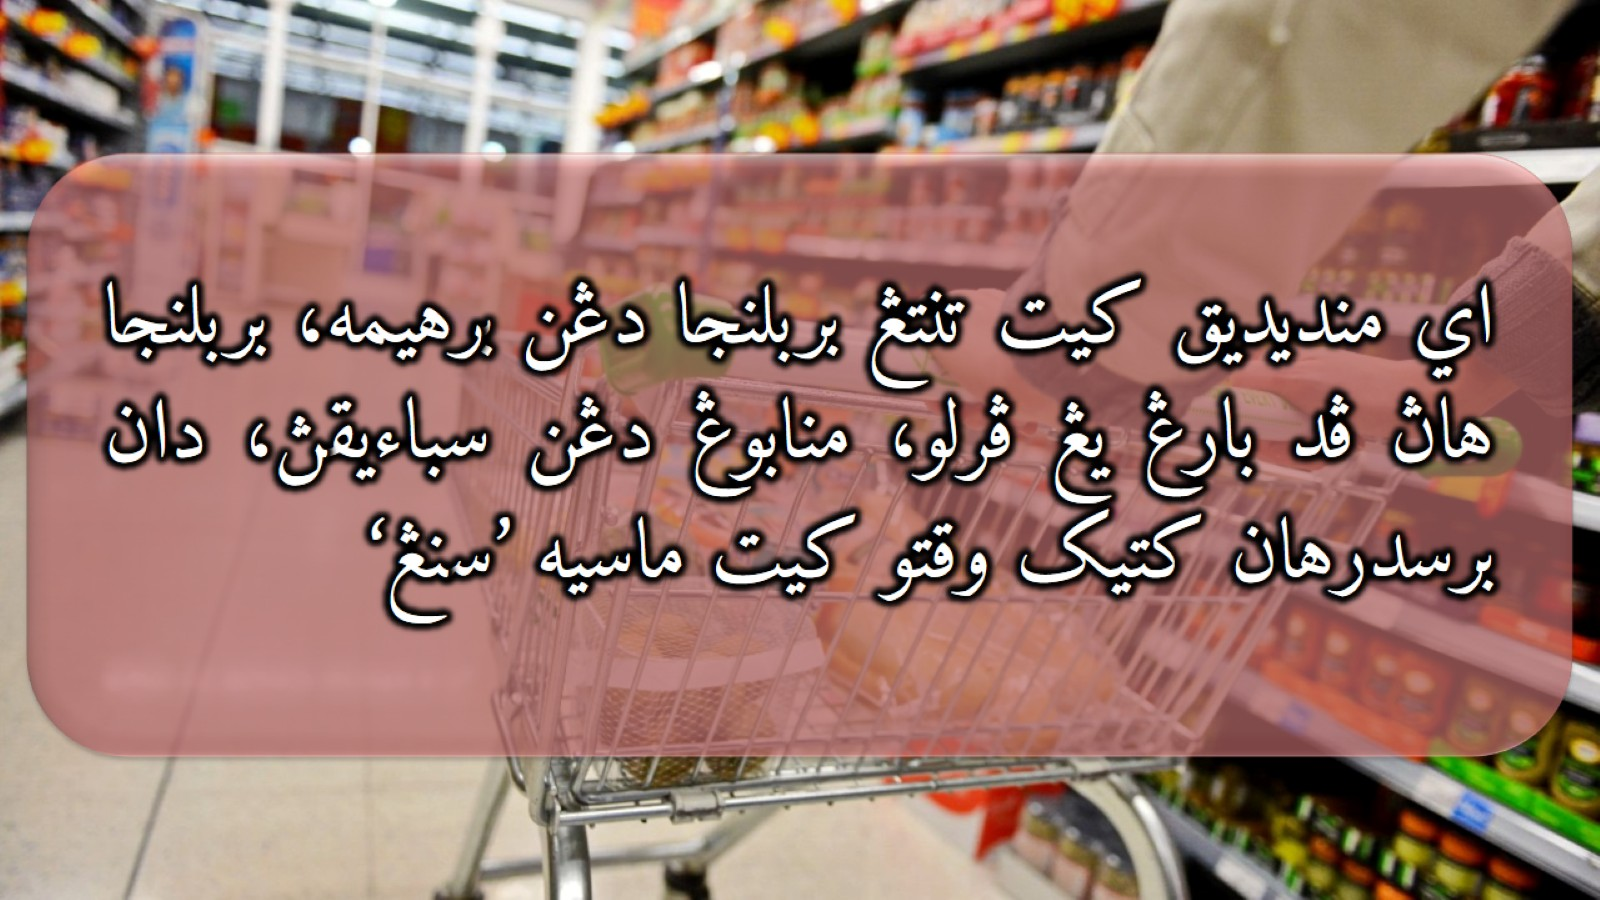 اي منديديق كيت تنتڠ بربلنجا دڠن برهيمه، بربلنجا
هاڽ ڤد بارڠ يڠ ڤرلو، منابوڠ دڠن سباءيقڽ، دان
برسدرهان كتيک وقتو كيت ماسيه ’سنڠ‘